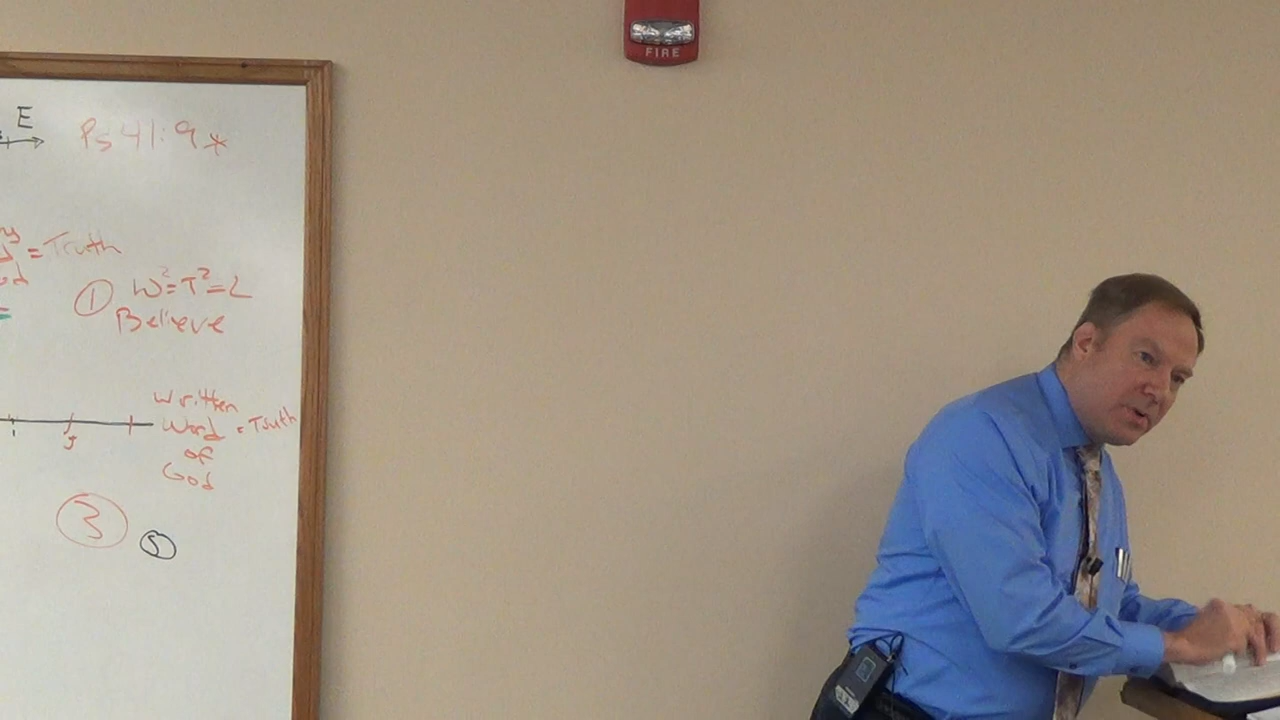 FIRE
E
Ps 41:9 *
= Truth
① W²=T²=L
Believe
Written
Word = Truth
of
God
3
5